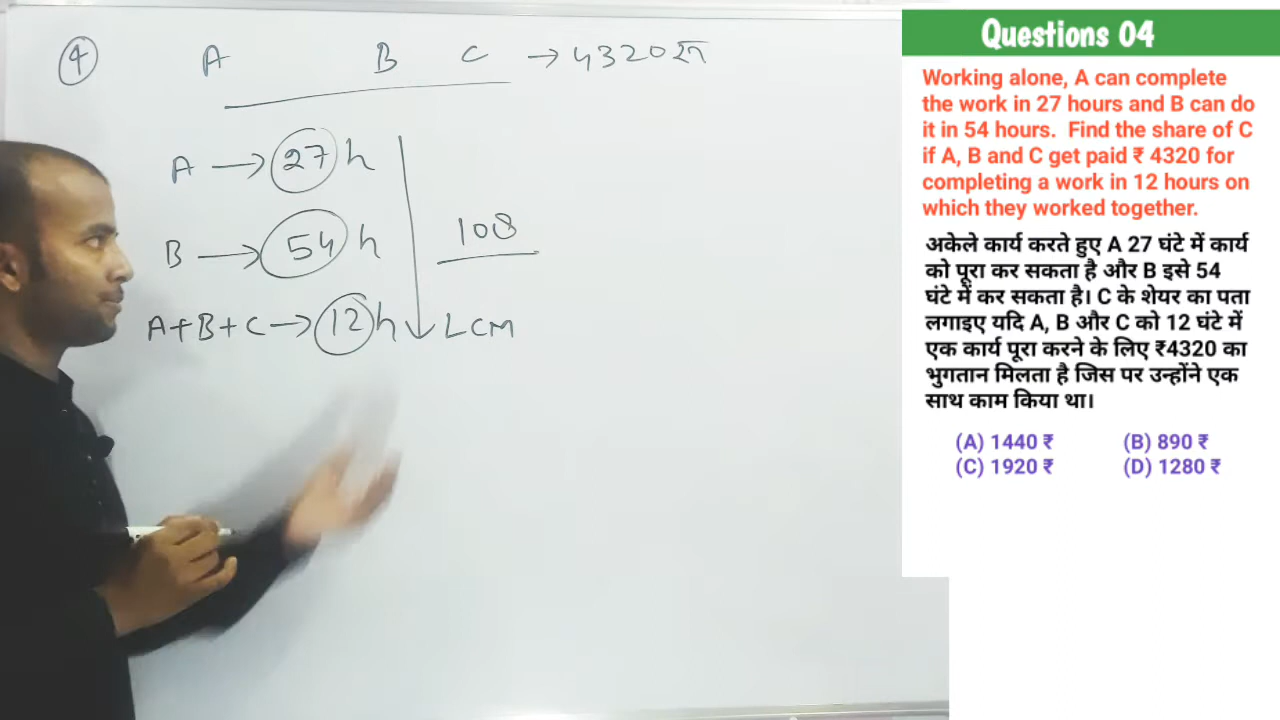 4 A B C → 4320 रु
A → 27 h
B → 54 h
108
A+B+C → 12 h LCM
Questions 04
Working alone, A can complete
the work in 27 hours and B can do
it in 54 hours. Find the share of C
if A, B and C get paid ₹ 4320 for
completing a work in 12 hours on
which they worked together.
अकेले कार्य करते हुए A 27 घंटे में कार्य
को पूरा कर सकता है और B इसे 54
घंटे में कर सकता है। C के शेयर का पता
लगाइए यदि A, B और C को 12 घंटे में
एक कार्य पूरा करने के लिए ₹4320 का
भुगतान मिलता है जिस पर उन्होंने एक
साथ काम किया था।
(A) 1440 ₹ (B) 890 ₹
(C) 1920 ₹ (D) 1280 ₹